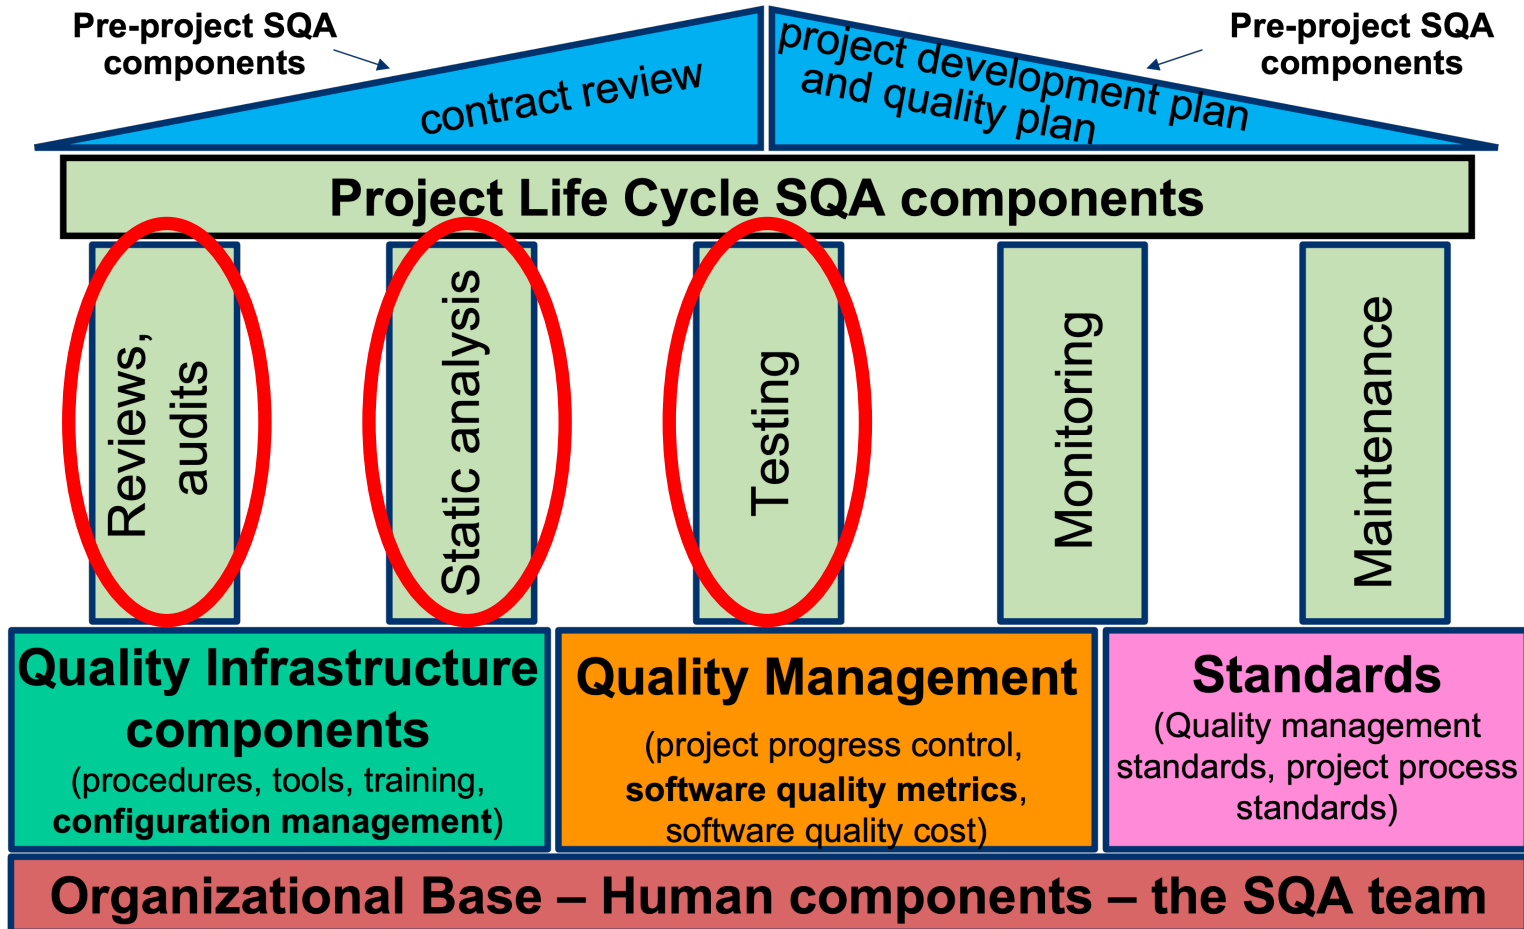 Pre-project SQA
components
Pre-project SQA
components
contract review
project development plan
and quality plan
Project Life Cycle SQA components
Reviews,
audits
Static analysis
Testing
Monitoring
Maintenance
Quality Infrastructure
components
(procedures, tools, training,
configuration management)
Quality Management
(project progress control,
software quality metrics,
software quality cost)
Standards
(Quality management
standards, project process
standards)
Organizational Base – Human components – the SQA team